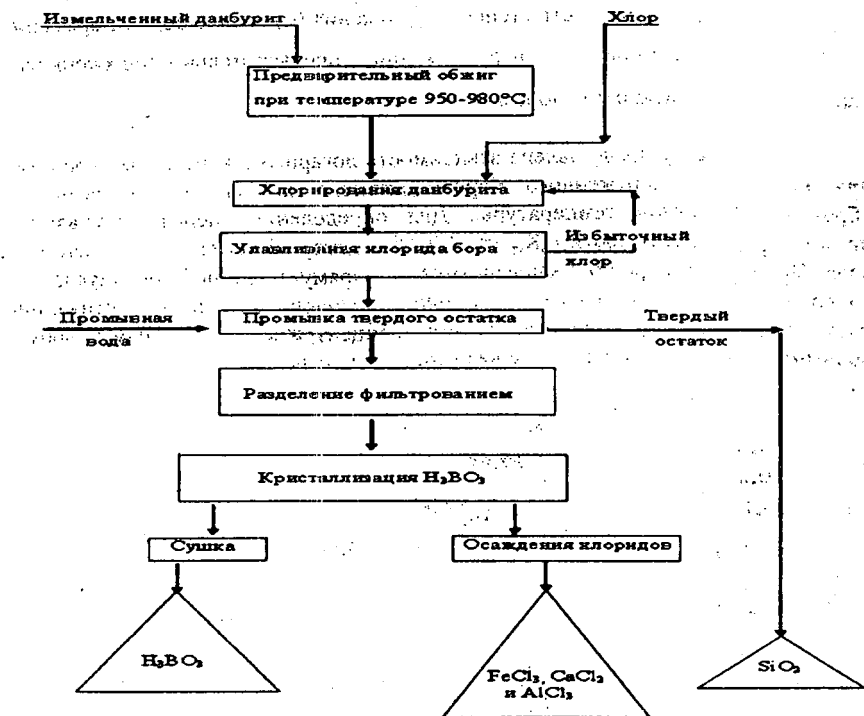 Измельченный данбурит
Хлор
Предварительный обжиг
при температуре 950-980°С
Хлорирования данбурита
Улавливания хлорида бора
Избыточный
хлор
Промывная
вода
Промывка твердого остатка
Твердый
остаток
Разделение фильтрованием
Кристаллизация H₃BO₃
Сушка
Осаждения хлоридов
H₃BO₃
FeCl₃, CaCl₂
и AlCl₃
SiO₂